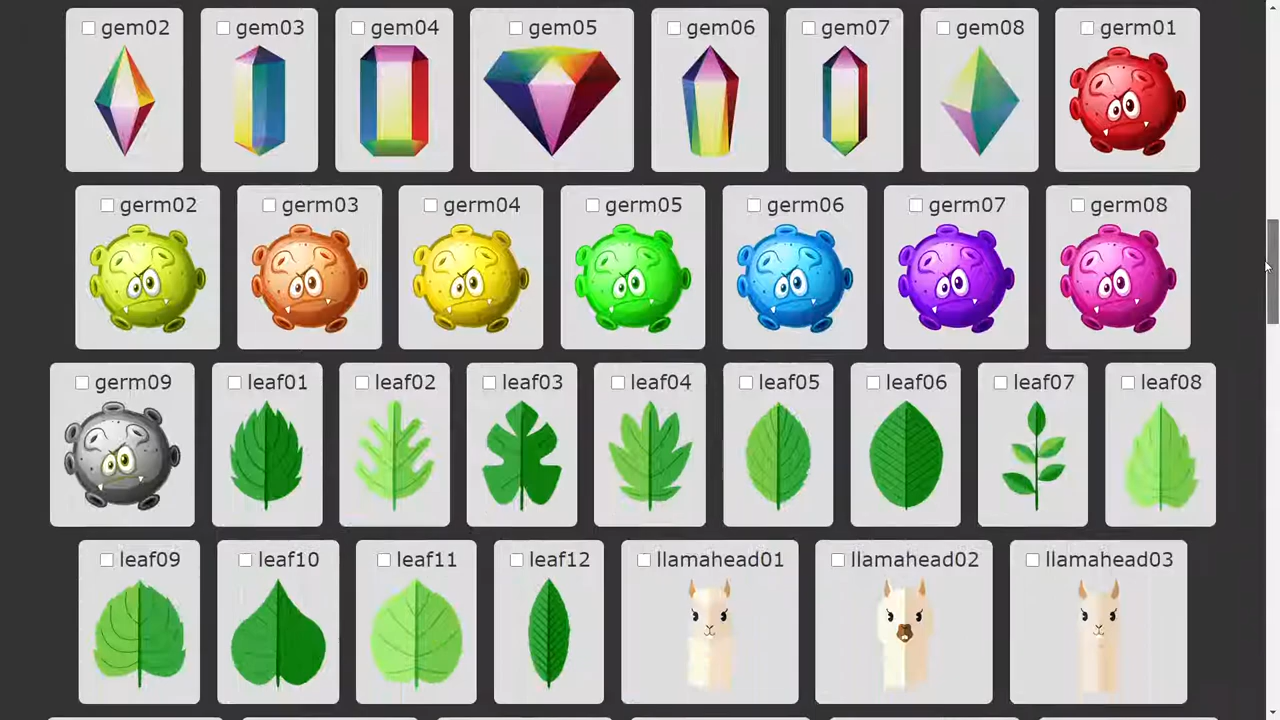 gem02 gem03 gem04 gem05 gem06 gem07 gem08 germ01
germ02 germ03 germ04 germ05 germ06 germ07 germ08
germ09 leaf01 leaf02 leaf03 leaf04 leaf05 leaf06 leaf07 leaf08
leaf09 leaf10 leaf11 leaf12 llamahead01 llamahead02 llamahead03